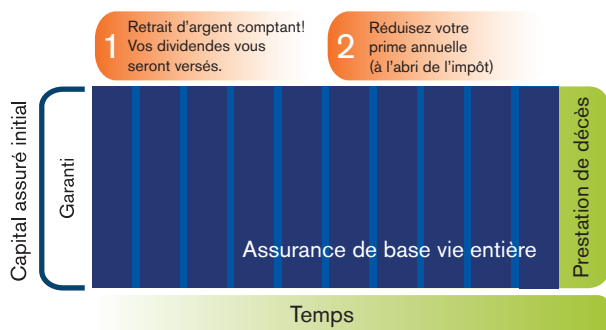 1
Retrait d'argent comptant!
Vos dividendes vous
seront versés.
2
Réduisez votre
prime annuelle
(à l'abri de l'impôt)
Capital assuré initial
Garanti
Assurance de base vie entière
Prestation de décès
Temps